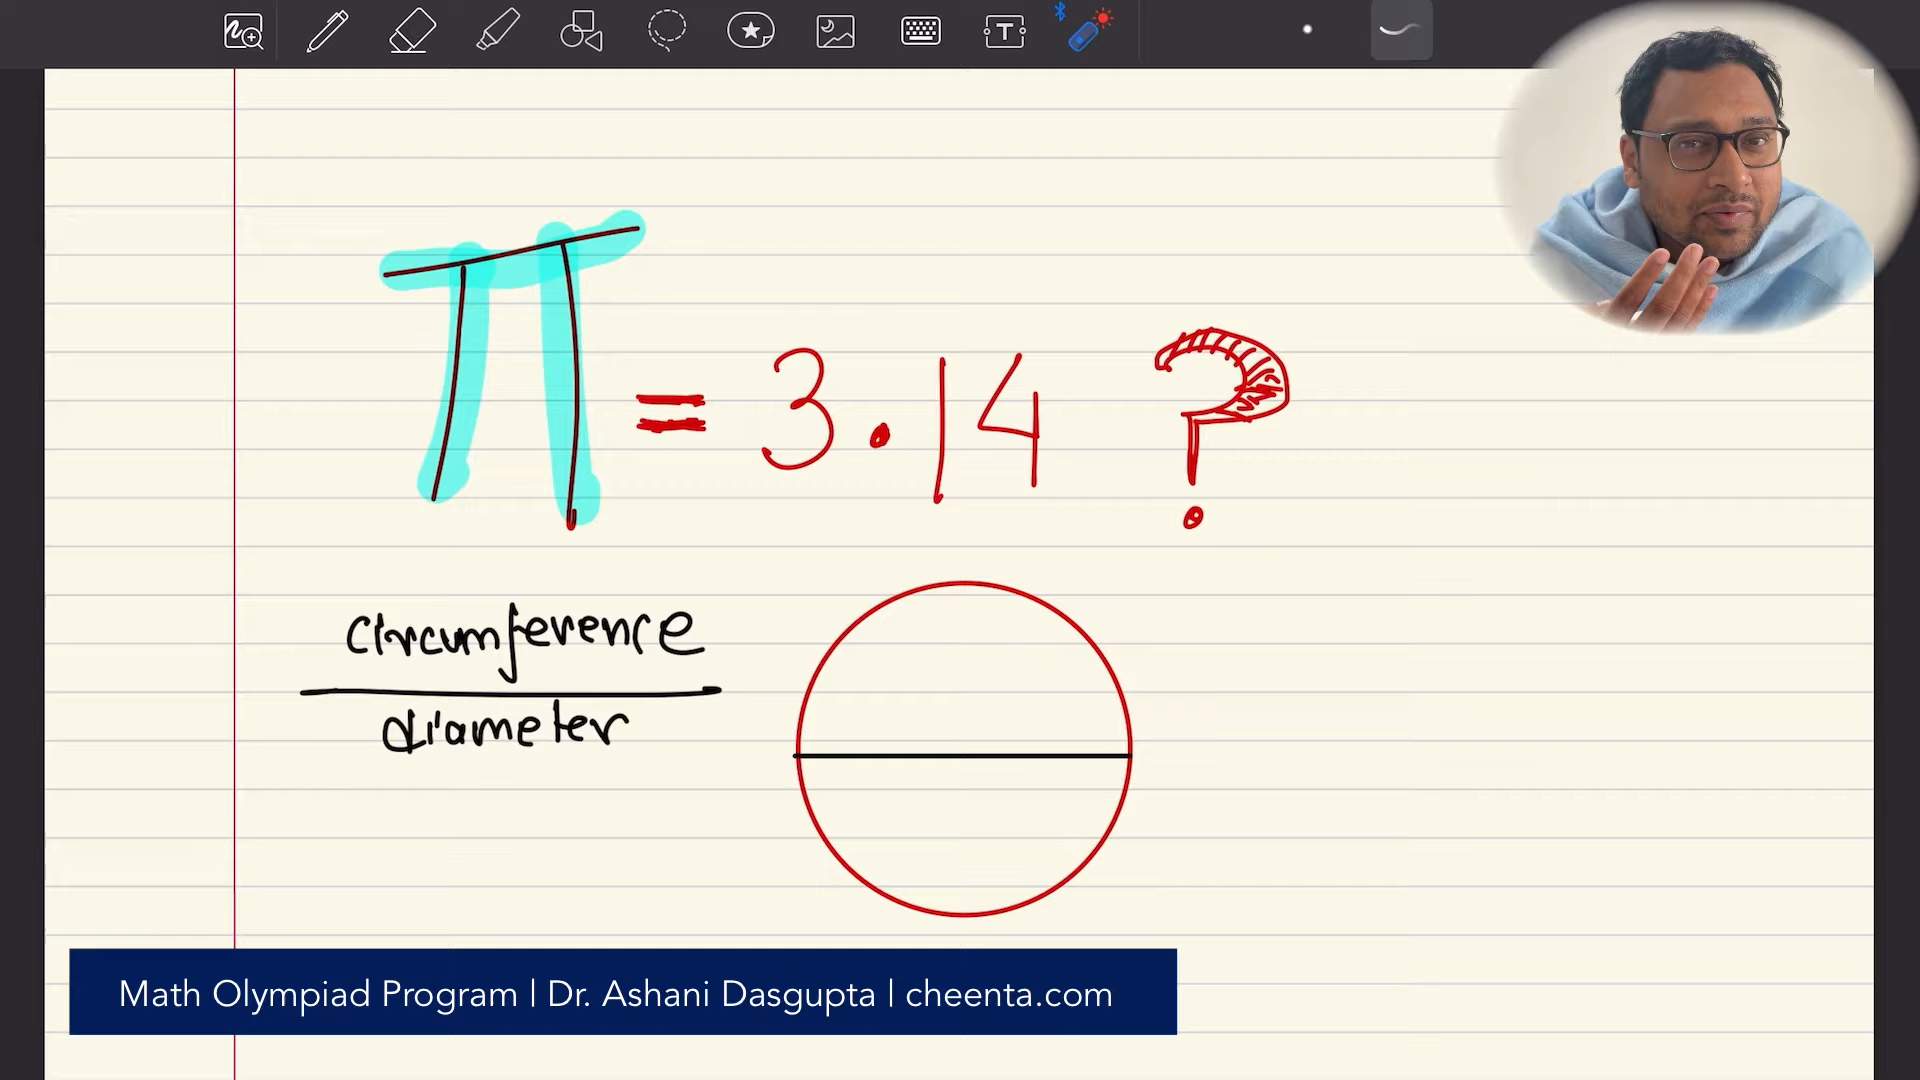 π = 3.14 ?
circumference
diameter
Math Olympiad Program | Dr. Ashani Dasgupta | cheenta.com